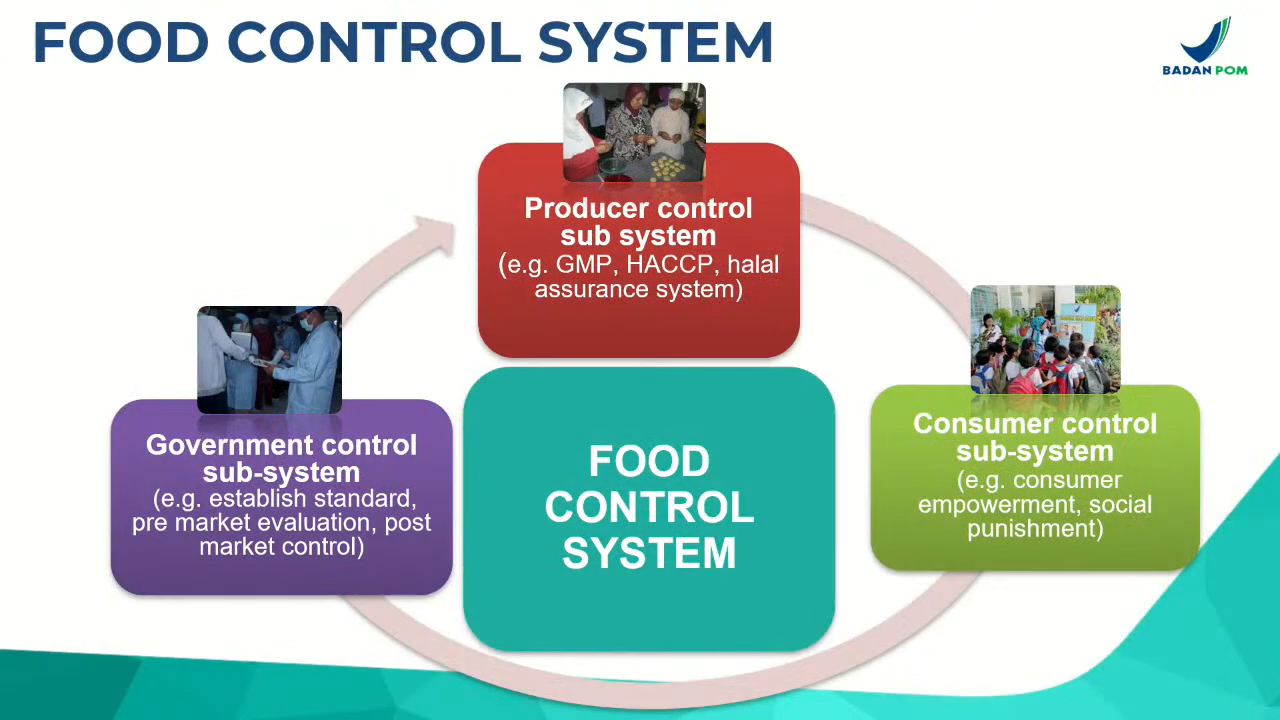 FOOD CONTROL SYSTEM
BADAN POM
Producer control
sub system
(e.g. GMP, HACCP, halal
assurance system)
Government control
sub-system
(e.g. establish standard,
pre market evaluation, post
market control)
FOOD
CONTROL
SYSTEM
Consumer control
sub-system
(e.g. consumer
empowerment, social
punishment)